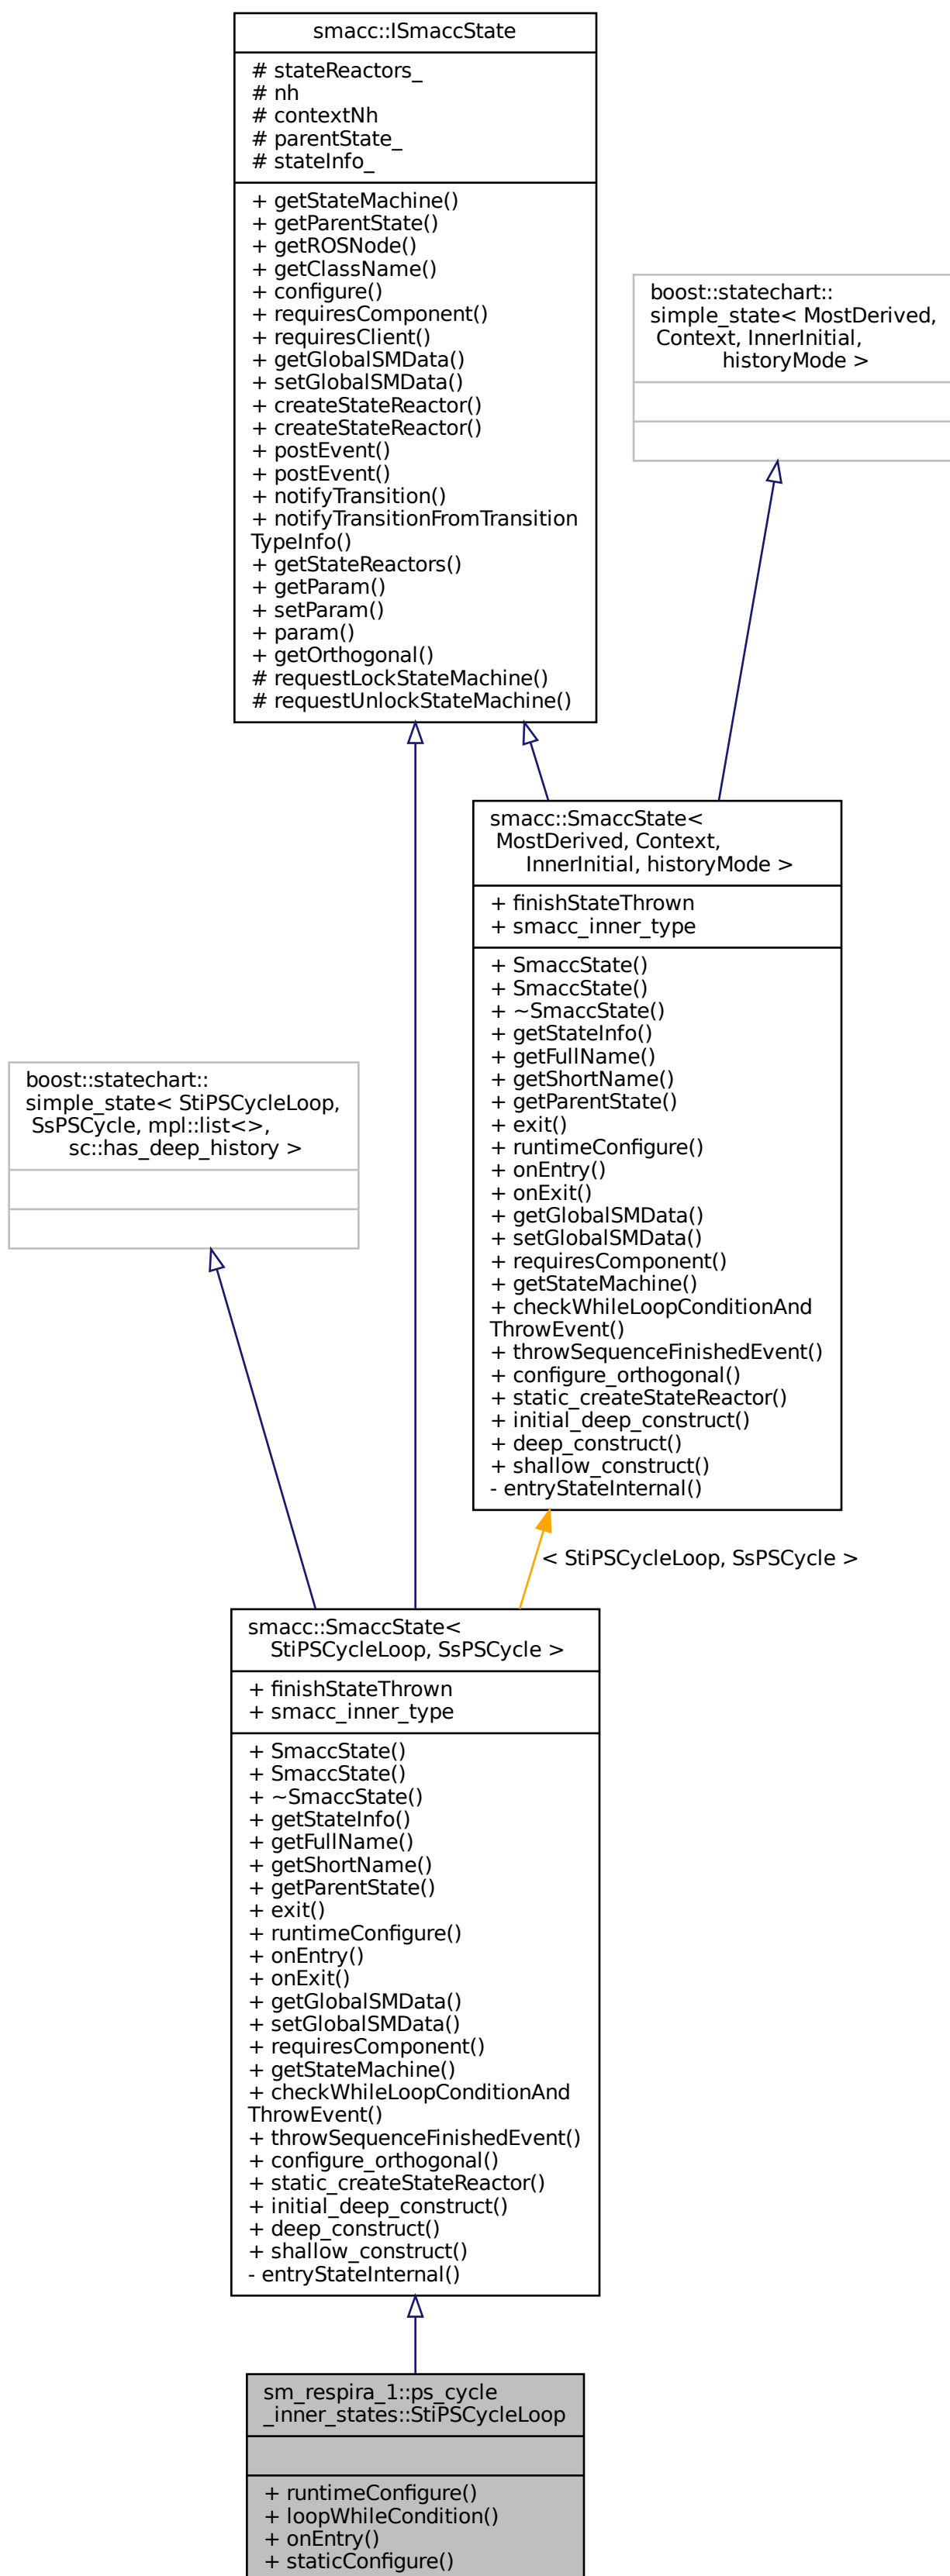 smacc::ISmaccState
# stateReactors_
# nh
# contextNh
# parentState_
# stateInfo_
+ getStateMachine()
+ getParentState()
+ getROSNode()
+ getClassName()
+ configure()
+ requiresComponent()
+ requiresClient()
+ getGlobalSMData()
+ setGlobalSMData()
+ createStateReactor()
+ createStateReactor()
+ postEvent()
+ postEvent()
+ notifyTransition()
+ notifyTransitionFromTransition
TypeInfo()
+ getStateReactors()
+ getParam()
+ setParam()
+ param()
+ getOrthogonal()
# requestLockStateMachine()
# requestUnlockStateMachine()
boost::statechart::
simple_state< MostDerived,
Context, InnerInitial,
historyMode >
smacc::SmaccState<
MostDerived, Context,
InnerInitial, historyMode >
+ finishStateThrown
+ smacc_inner_type
+ SmaccState()
+ SmaccState()
+ ~SmaccState()
+ getStateInfo()
+ getFullName()
+ getShortName()
+ getParentState()
+ exit()
+ runtimeConfigure()
+ onEntry()
+ onExit()
+ getGlobalSMData()
+ setGlobalSMData()
+ requiresComponent()
+ getStateMachine()
+ checkWhileLoopConditionAnd
ThrowEvent()
+ throwSequenceFinishedEvent()
+ configure_orthogonal()
+ static_createStateReactor()
+ initial_deep_construct()
+ deep_construct()
+ shallow_construct()
- entryStateInternal()
boost::statechart::
simple_state< StiPSCycleLoop,
SsPSCycle, mpl::list<>,
sc::has_deep_history >
< StiPSCycleLoop, SsPSCycle >
smacc::SmaccState<
StiPSCycleLoop, SsPSCycle >
+ finishStateThrown
+ smacc_inner_type
+ SmaccState()
+ SmaccState()
+ ~SmaccState()
+ getStateInfo()
+ getFullName()
+ getShortName()
+ getParentState()
+ exit()
+ runtimeConfigure()
+ onEntry()
+ onExit()
+ getGlobalSMData()
+ setGlobalSMData()
+ requiresComponent()
+ getStateMachine()
+ checkWhileLoopConditionAnd
ThrowEvent()
+ throwSequenceFinishedEvent()
+ configure_orthogonal()
+ static_createStateReactor()
+ initial_deep_construct()
+ deep_construct()
+ shallow_construct()
- entryStateInternal()
sm_respira_1::ps_cycle
_inner_states::StiPSCycleLoop
+ runtimeConfigure()
+ loopWhileCondition()
+ onEntry()
+ staticConfigure()